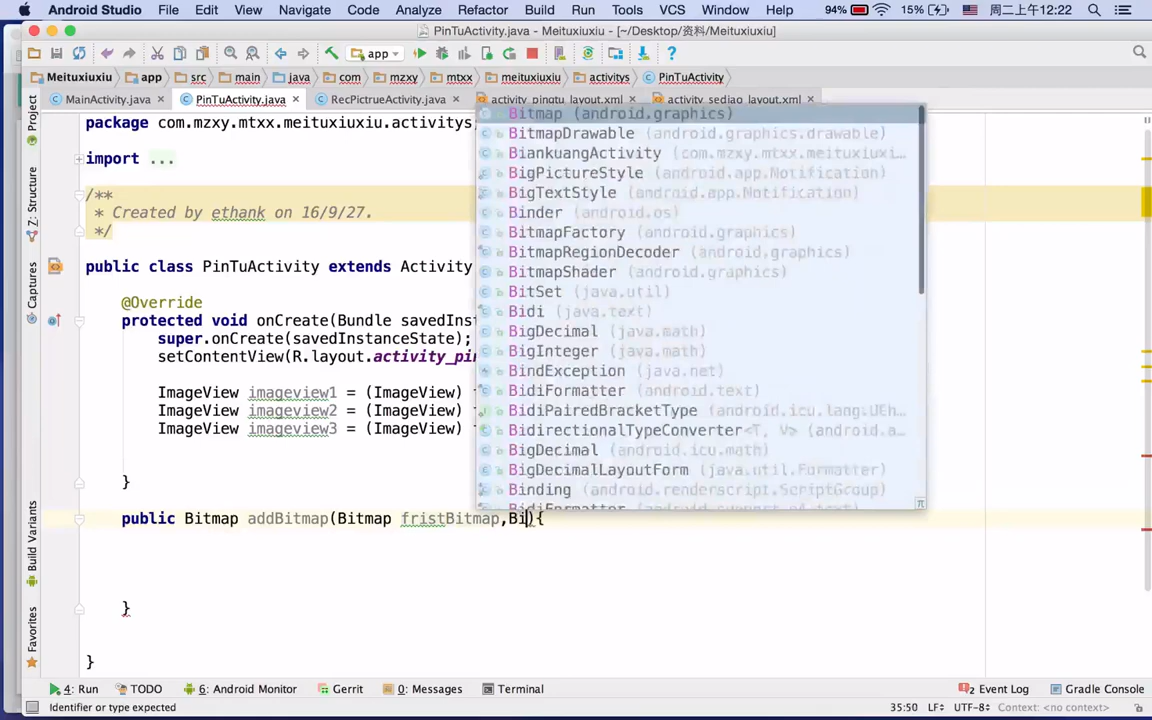 Android Studio File Edit View Navigate Code Analyze Refactor Build Run Tools VCS Window Help 94% 15% 周二上午12:22
PinTuActivity.java - Meituxiuxiu - [~/Desktop/资料/Meituxiuxiu]
app
Meituxiuxiu app src main java com mzxy mtxx meituxiuxiu activitys PinTuActivity
MainActivity.java PinTuActivity.java RecPictrueActivity.java activity_pingtu_layout.xml activity_sediao_layout.xml
Project
Z: Structure
Captures
Build Variants
Favorites
package com.mzxy.mtxx.meituxiuxiu.activitys;
import ...
/**
* Created by ethank on 16/9/27.
*/
public class PinTuActivity extends Activity
@Override
protected void onCreate(Bundle savedInst
super.onCreate(savedInstanceState);
setContentView(R.layout.activity_pin
ImageView imageview1 = (ImageView) f
ImageView imageview2 = (ImageView)
ImageView imageview3 = (ImageView)
}
public Bitmap addBitmap(Bitmap fristBitmap,Bi){
}
}
Bitmap (android.graphics)
BitmapDrawable (android.graphics.drawable)
BiankuangActivity (com.mzxy.mtxx.meituxiuxi...
BigPictureStyle (android.app.Notification)
BigTextStyle (android.app.Notification)
Binder (android.os)
BitmapFactory (android.graphics)
BitmapRegionDecoder (android.graphics)
BitmapShader (android.graphics)
BitSet (java.util)
Bidi (java.text)
BigDecimal (java.math)
BigInteger (java.math)
BindException (java.net)
BidiFormatter (android.text)
BidiPairedBracketType (android.icu.lang.UEh...
BidirectionalTypeConverter<T, V> (android.a...
BigDecimal (android.icu.math)
BigDecimalLayoutForm (java.util.Formatter)
Binding (android.renderscript.ScriptGroup)
BidiFormatter (android.support.v4.text)
π
4: Run TODO 6: Android Monitor Gerrit 0: Messages Terminal 2 Event Log Gradle Console
Identifier or type expected 35:50 LF÷ UTF-8÷ Context: <no context>